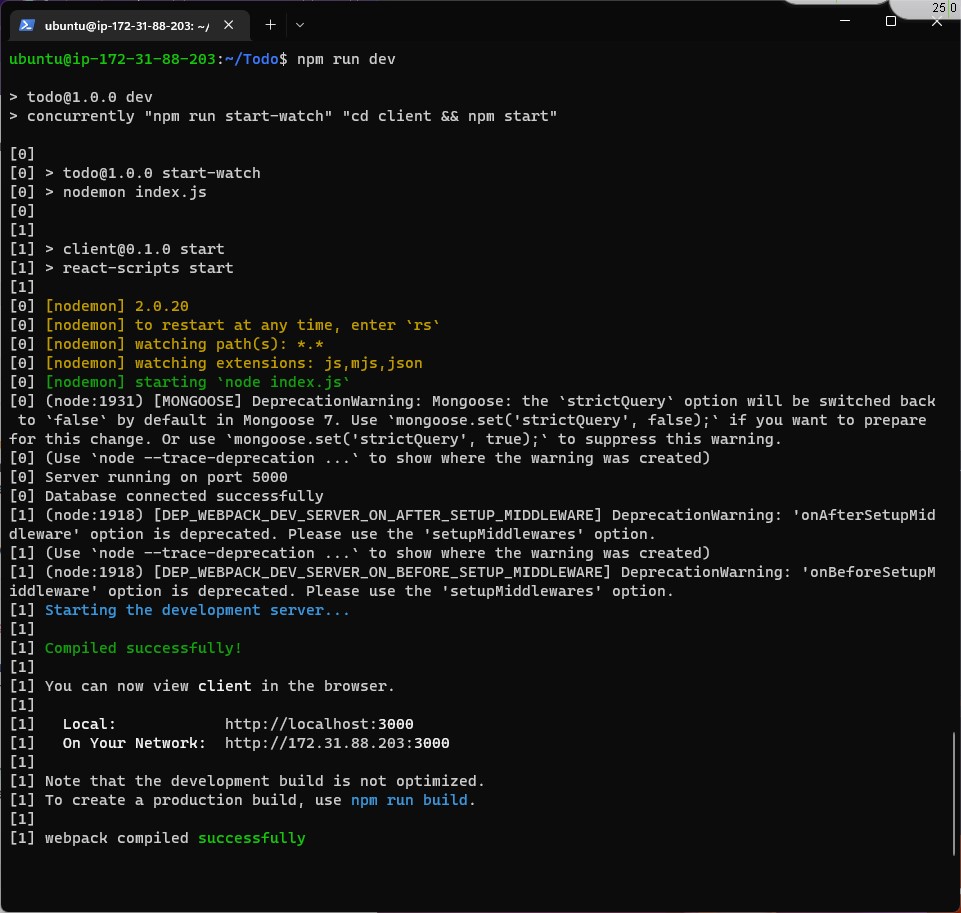 25 0
ubuntu@ip-172-31-88-203: ~/
ubuntu@ip-172-31-88-203:~/Todo$ npm run dev
> todo@1.0.0 dev
> concurrently "npm run start-watch" "cd client && npm start"
[0]
[0] > todo@1.0.0 start-watch
[0] > nodemon index.js
[0]
[1]
[1] > client@0.1.0 start
[1] > react-scripts start
[1]
[0] [nodemon] 2.0.20
[0] [nodemon] to restart at any time, enter `rs`
[0] [nodemon] watching path(s): *.*
[0] [nodemon] watching extensions: js,mjs,json
[0] [nodemon] starting `node index.js`
[0] (node:1931) [MONGOOSE] DeprecationWarning: Mongoose: the `strictQuery` option will be switched back
to `false` by default in Mongoose 7. Use `mongoose.set('strictQuery', false);` if you want to prepare
for this change. Or use `mongoose.set('strictQuery', true);` to suppress this warning.
[0] (Use `node --trace-deprecation ...` to show where the warning was created)
[0] Server running on port 5000
[0] Database connected successfully
[1] (node:1918) [DEP_WEBPACK_DEV_SERVER_ON_AFTER_SETUP_MIDDLEWARE] DeprecationWarning: 'onAfterSetupMid
dleware' option is deprecated. Please use the 'setupMiddlewares' option.
[1] (Use `node --trace-deprecation ...` to show where the warning was created)
[1] (node:1918) [DEP_WEBPACK_DEV_SERVER_ON_BEFORE_SETUP_MIDDLEWARE] DeprecationWarning: 'onBeforeSetupM
iddleware' option is deprecated. Please use the 'setupMiddlewares' option.
[1] Starting the development server...
[1]
[1] Compiled successfully!
[1]
[1] You can now view client in the browser.
[1]
[1] Local: http://localhost:3000
[1] On Your Network: http://172.31.88.203:3000
[1]
[1] Note that the development build is not optimized.
[1] To create a production build, use npm run build.
[1]
[1] webpack compiled successfully